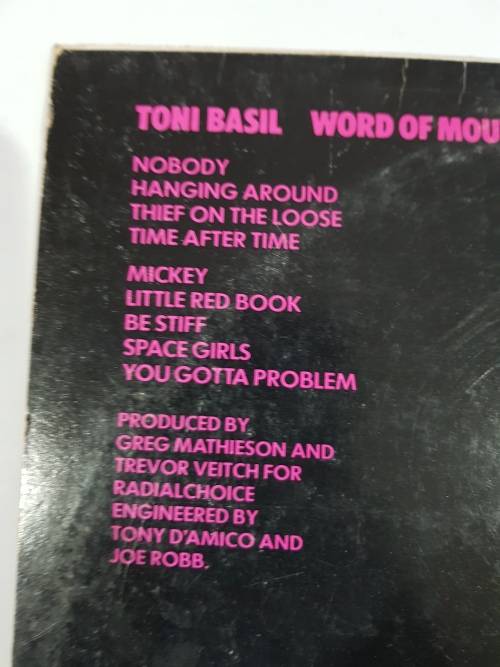 TONI BASIL WORD OF MOU
NOBODY
HANGING AROUND
THIEF ON THE LOOSE
TIME AFTER TIME
MICKEY
LITTLE RED BOOK
BE STIFF
SPACE GIRLS
YOU GOTTA PROBLEM
PRODUCED BY
GREG MATHIESON AND
TREVOR VEITCH FOR
RADIALCHOICE
ENGINEERED BY
TONY D'AMICO AND
JOE ROBB.